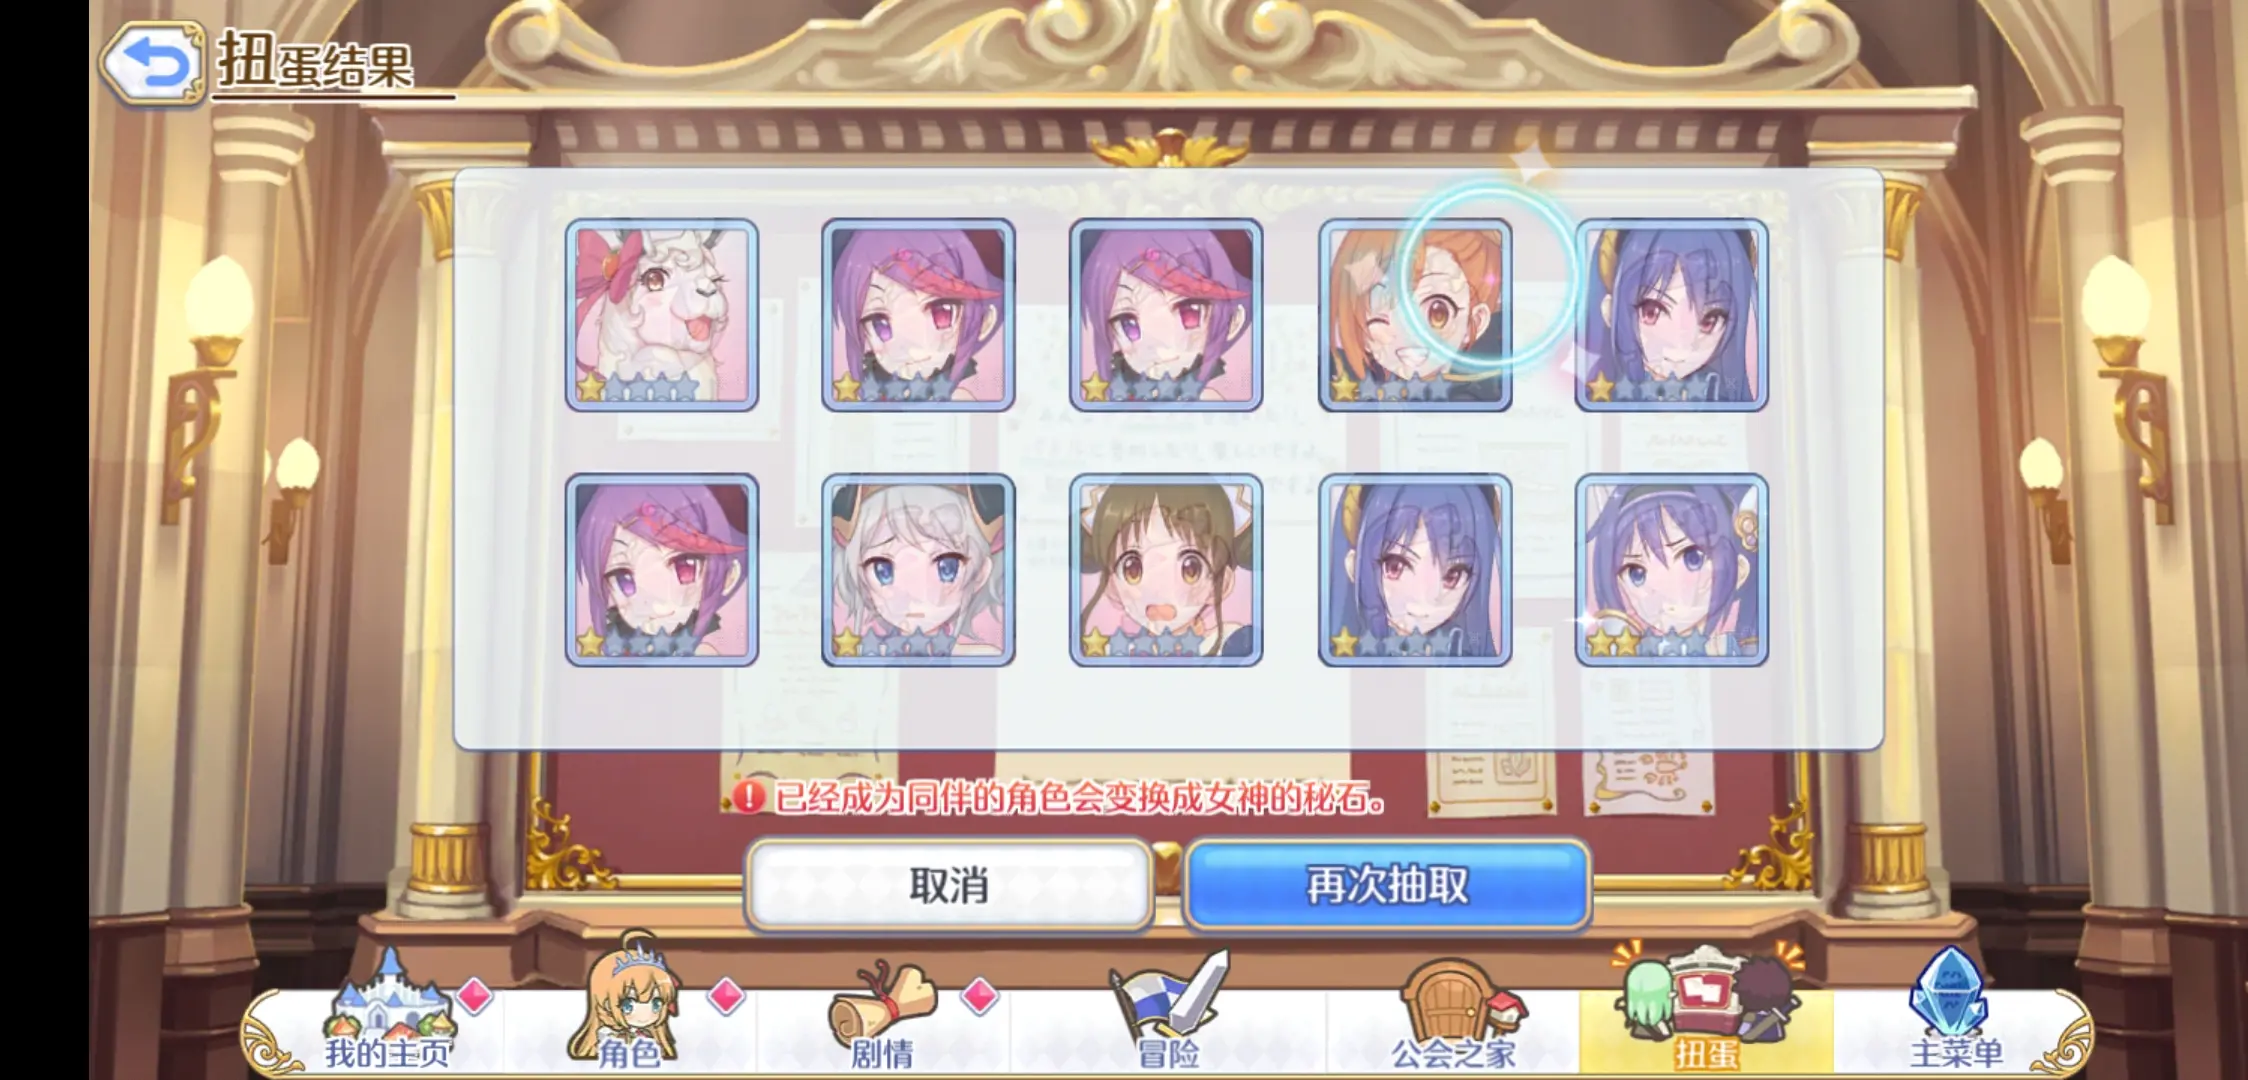 扭蛋结果
已经成为同伴的角色会变换成女神的秘石。
取消
再次抽取
我的主页
角色
剧情
冒险
公会之家
扭蛋
主菜单